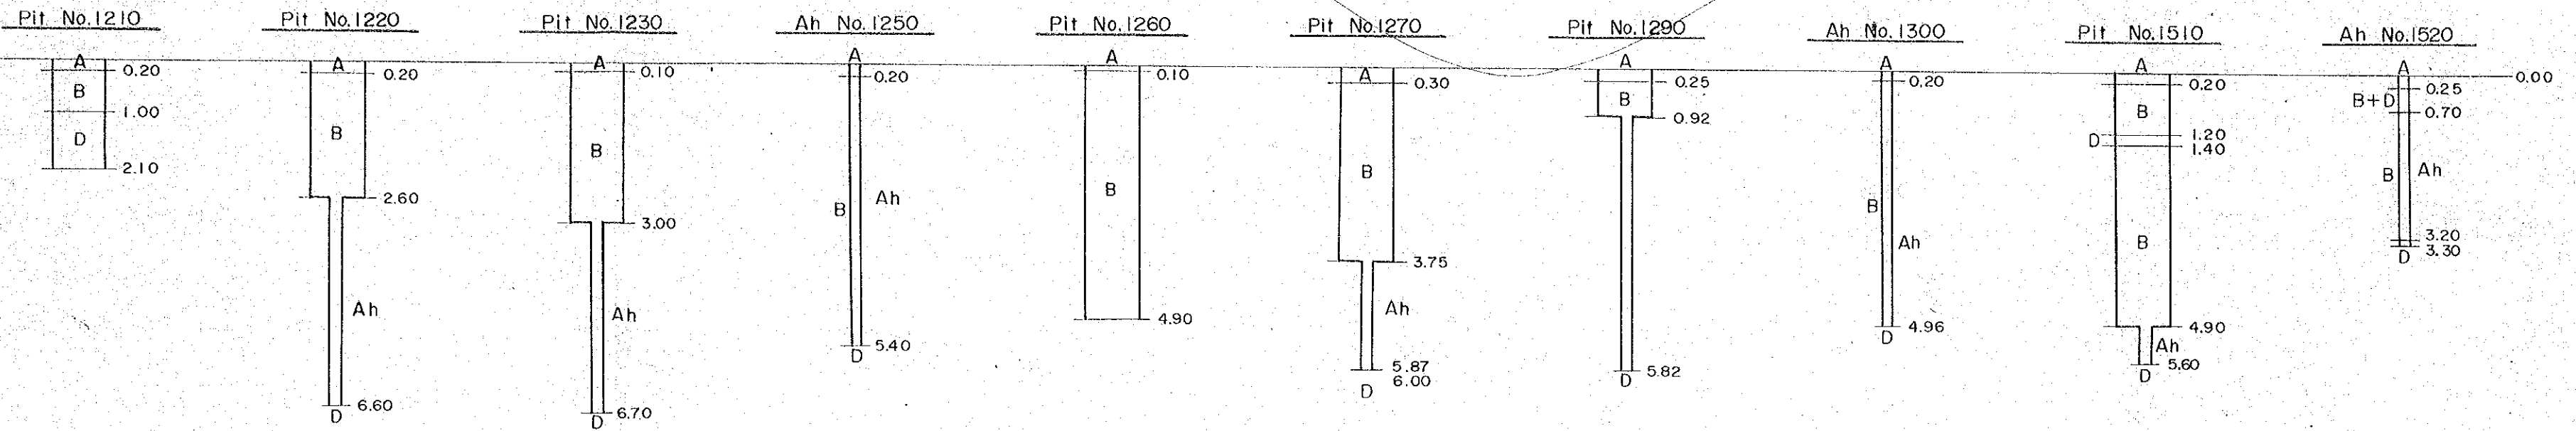 Pit No.1210
A
0.20
B
1.00
D
2.10
Pit No.1220
A
0.20
B
2.60
Ah
6.60
D
Pit No.1230
A
0.10
B
3.00
Ah
6.70
D
Ah No.1250
A
0.20
B
Ah
5.40
D
Pit No.1260
A
0.10
B
4.90
Pit No.1270
A
0.30
B
3.75
Ah
5.87
D
6.00
Pit No.1290
A
0.25
B
0.92
5.82
D
Ah No.1300
A
0.20
B
Ah
4.96
D
Pit No.1510
A
0.20
B
D
1.20
1.40
B
4.90
Ah
5.60
D
Ah No.1520
A
0.00
0.25
B+D
0.70
B
Ah
3.20
3.30
D